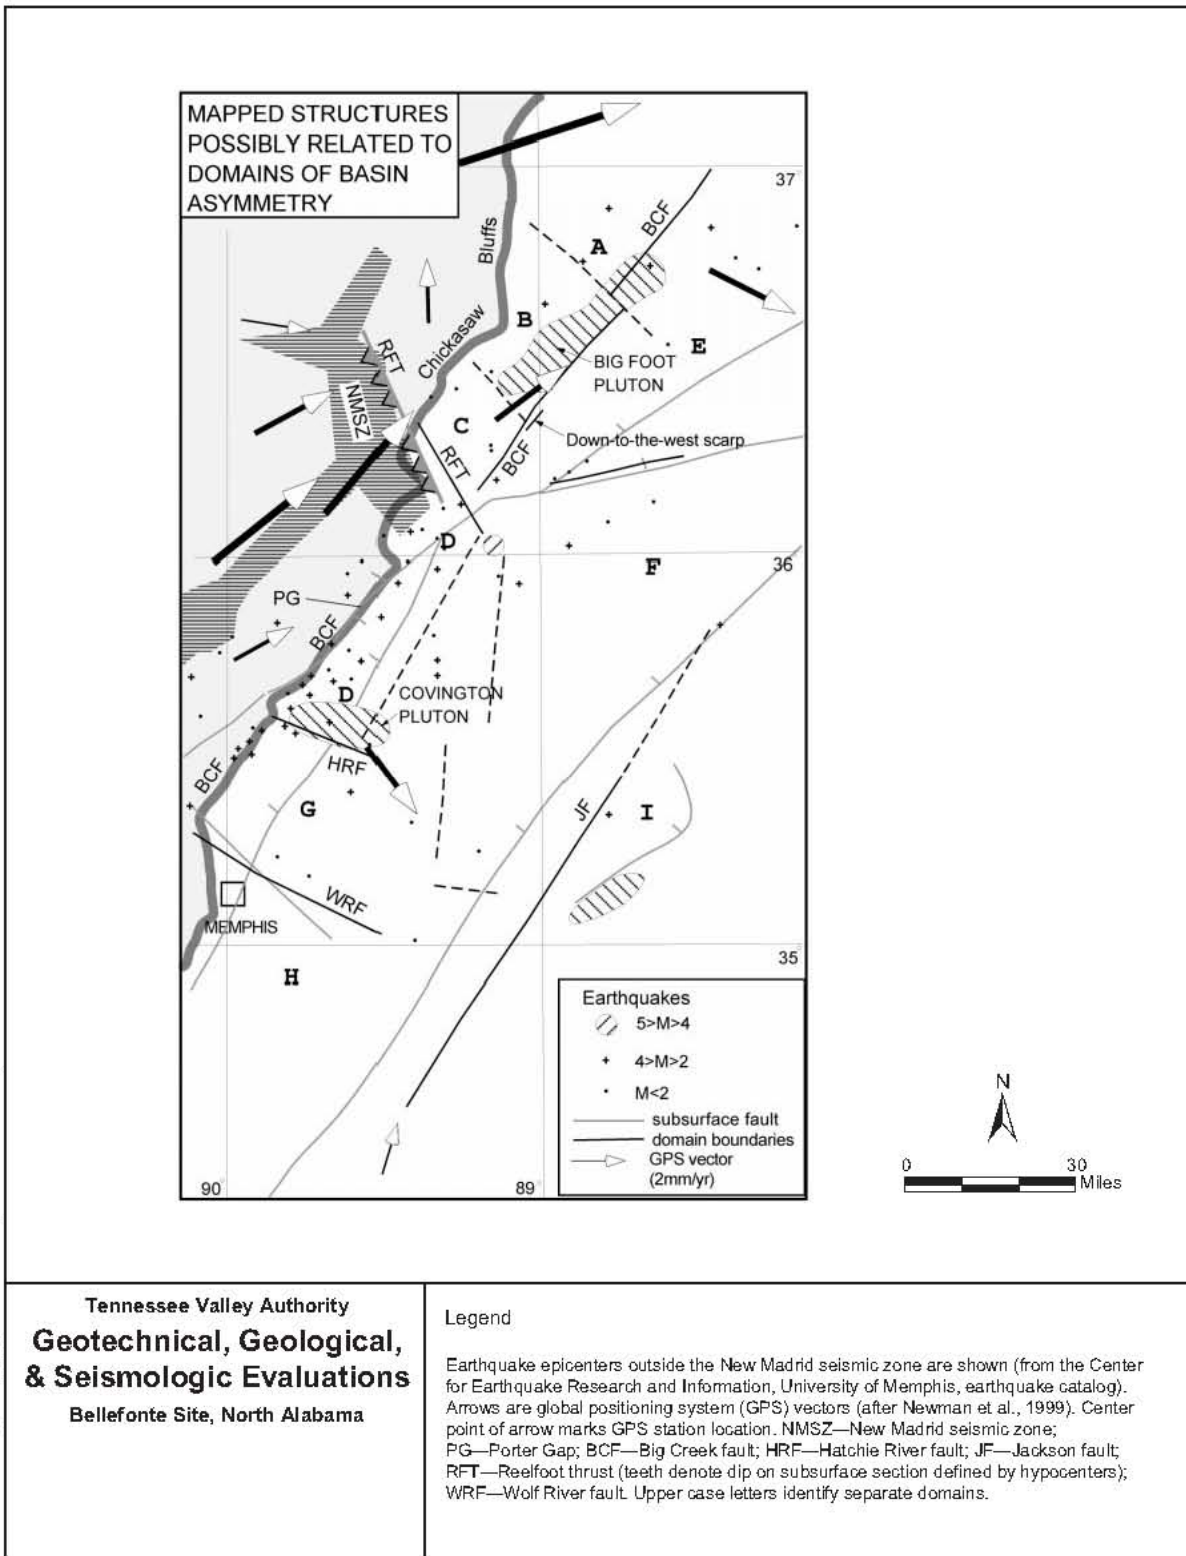 MAPPED STRUCTURES
POSSIBLY RELATED TO
DOMAINS OF BASIN
ASYMMETRY
37°
BCF
A
Bluffs
B
E
Chickasaw
RFT
BIG FOOT
PLUTON
NMSZ
C
Down-to-the-west scarp
RFT
BCF
D
36°
F
PG
BCF
D
COVINGTON
PLUTON
HRF
BCF
G
JF
I
WRF
MEMPHIS
35°
H
Earthquakes
5>M>4
4>M>2
M<2
subsurface fault
domain boundaries
GPS vector
(2mm/yr)
90°
89°
N
0 30
Miles
Tennessee Valley Authority
Geotechnical, Geological,
& Seismologic Evaluations
Bellefonte Site, North Alabama
Legend
Earthquake epicenters outside the New Madrid seismic zone are shown (from the Center
for Earthquake Research and Information, University of Memphis, earthquake catalog).
Arrows are global positioning system (GPS) vectors (after Newman et al., 1999). Center
point of arrow marks GPS station location. NMSZ—New Madrid seismic zone;
PG—Porter Gap; BCF—Big Creek fault; HRF—Hatchie River fault; JF—Jackson fault;
RFT—Reelfoot thrust (teeth denote dip on subsurface section defined by hypocenters);
WRF—Wolf River fault. Upper case letters identify separate domains.